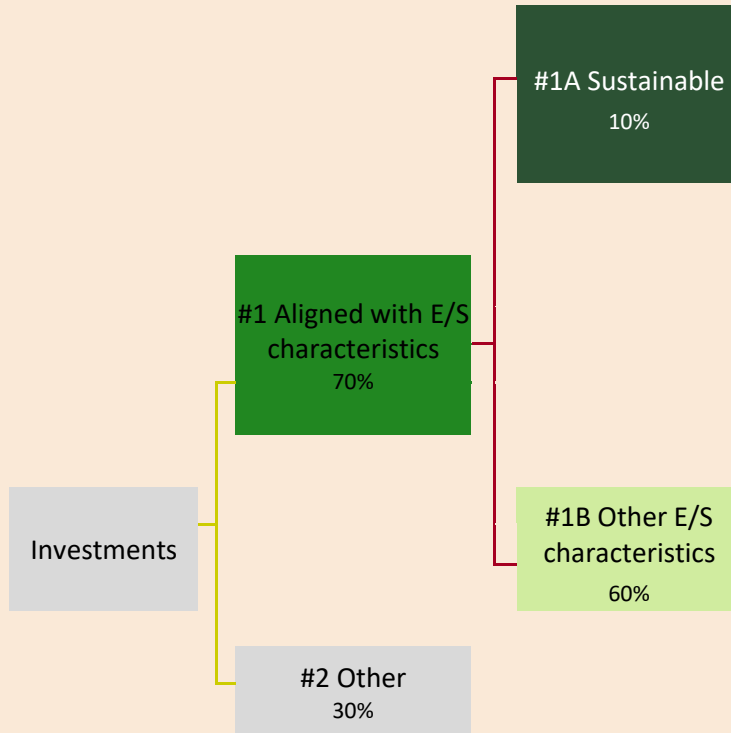 #1A Sustainable
10%
#1 Aligned with E/S
characteristics
70%
Investments
#1B Other E/S
characteristics
60%
#2 Other
30%